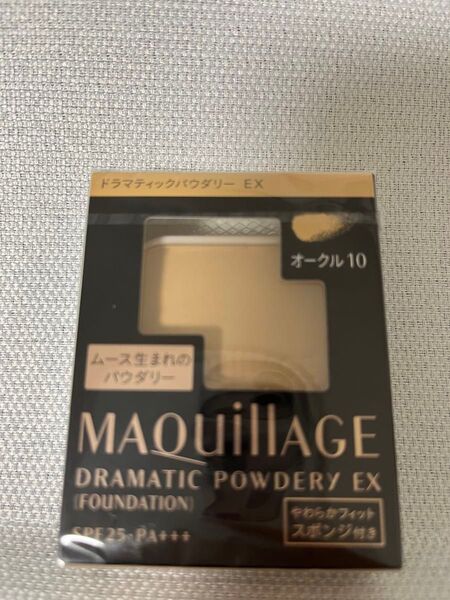 ドラマティックパウダリー EX
オークル10
ムース生まれの
パウダリー
MAQuillAGE
DRAMATIC POWDERY EX
(FOUNDATION)
SPF25・PA+++
やわらかフィット
スポンジ付き